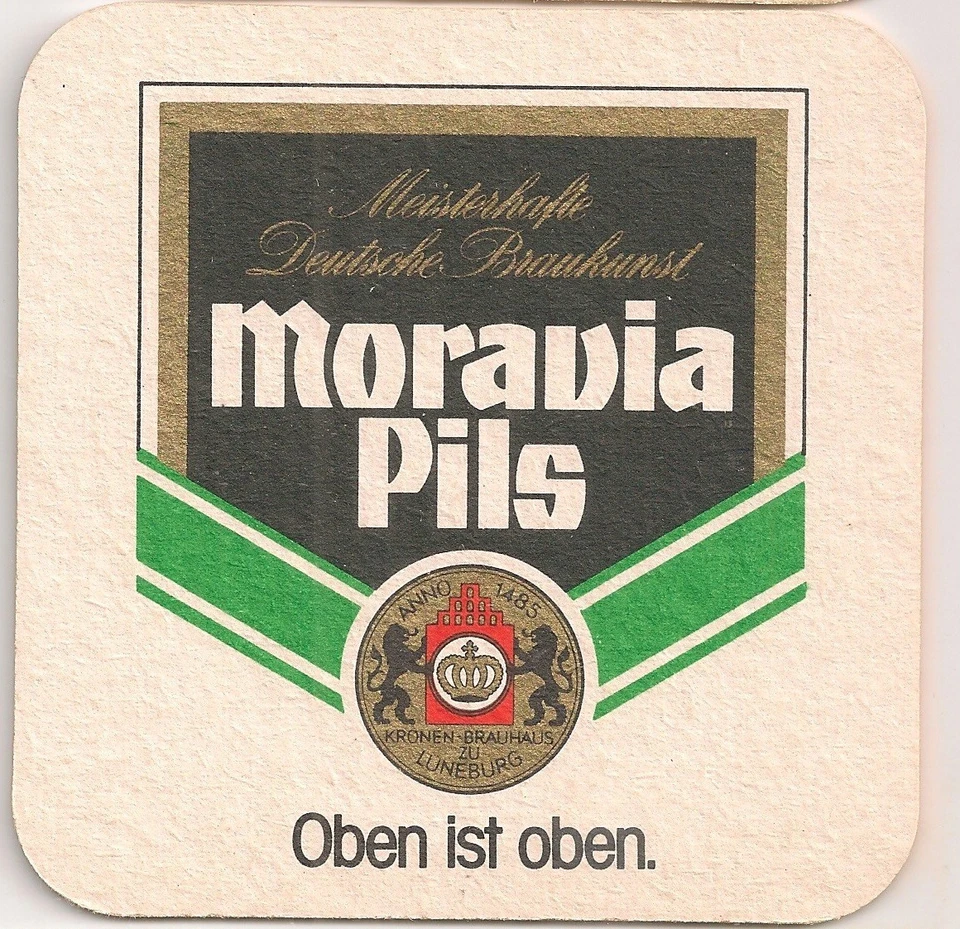 Meisterhafte
Deutsche Braukunst
Moravia
Pils
ANNO 1485
KRONEN-BRAUHAUS
ZU
LÜNEBURG
Oben ist oben.